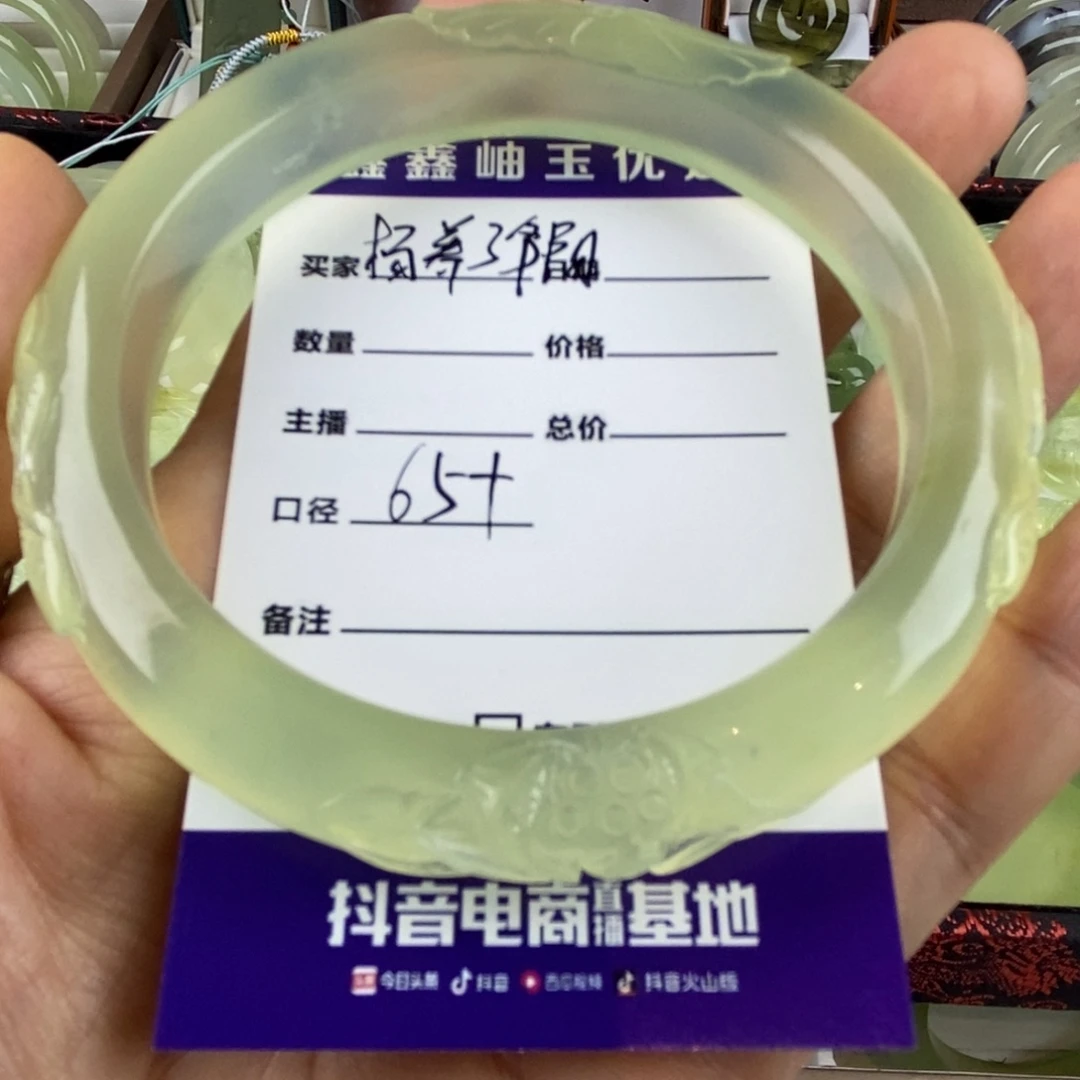 鑫鑫岫玉优
买家
数量 价格
主播 总价
口径 65+
备注
抖音电商直播基地
今日头条 抖音 西瓜视频 抖音火山版